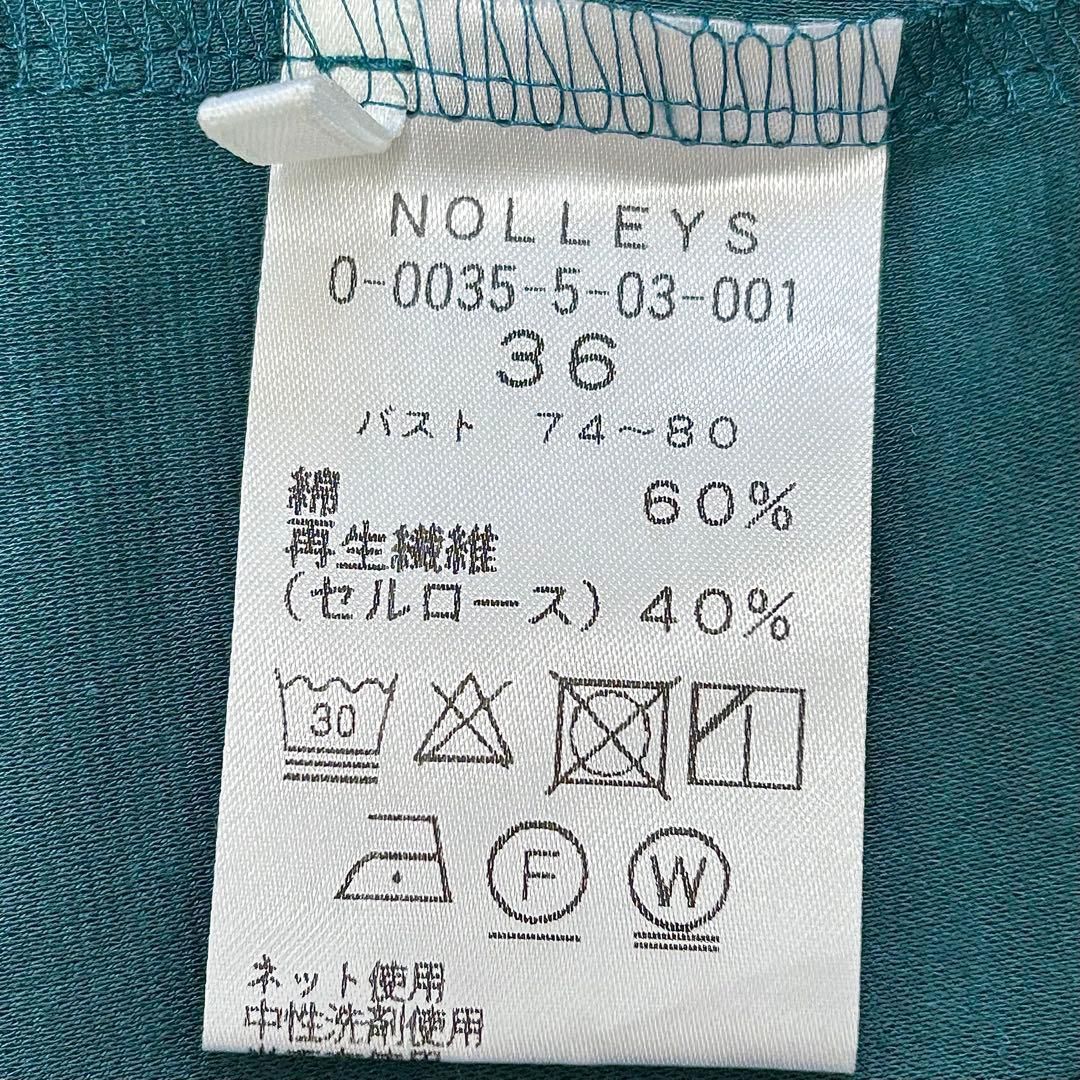 NOLLEYS
0-0035-5-03-001
36
バスト 74～80
綿 60%
再生繊維
(セルロース) 40%
30
F W
ネット使用
中性洗剤使用